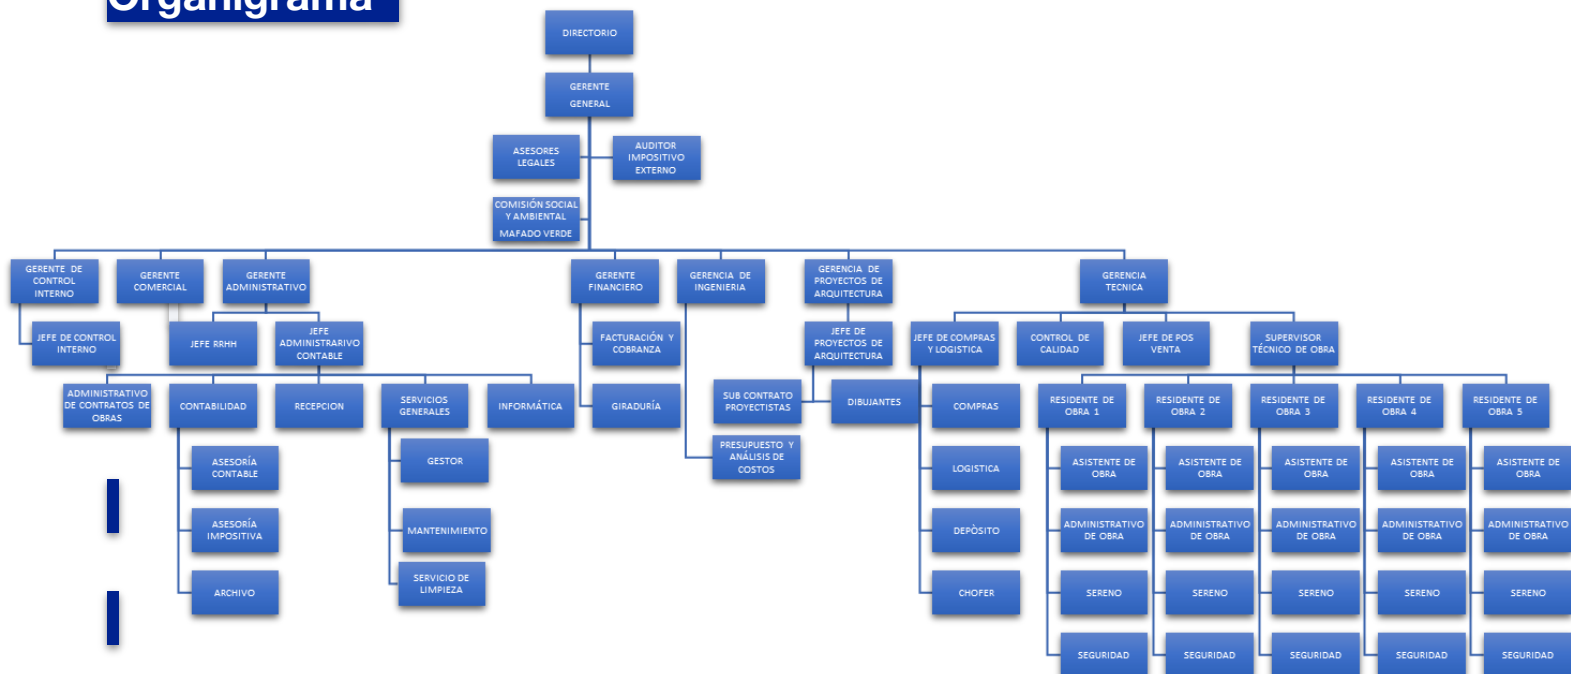 Organigrama
DIRECTORIO
GERENTE
GENERAL
ASESORES
LEGALES
AUDITOR
IMPOSITIVO
EXTERNO
COMISIÓN SOCIAL
Y AMBIENTAL
MAFADO VERDE
GERENTE DE
CONTROL
INTERNO
GERENTE
COMERCIAL
GERENTE
ADMINISTRATIVO
GERENTE
FINANCIERO
GERENCIA DE
INGENIERIA
GERENCIA DE
PROYECTOS DE
ARQUITECTURA
GERENCIA
TECNICA
JEFE DE CONTROL
INTERNO
JEFE RRHH
JEFE
ADMINISTRARIVO
CONTABLE
FACTURACIÓN Y
COBRANZA
JEFE DE
PROYECTOS DE
ARQUITECTURA
JEFE DE COMPRAS
Y LOGISTICA
CONTROL DE
CALIDAD
JEFE DE POS
VENTA
SUPERVISOR
TÉCNICO DE OBRA
ADMINISTRATIVO
DE CONTRATOS DE
OBRAS
CONTABILIDAD
RECEPCION
SERVICIOS
GENERALES
INFORMÁTICA
GIRADURÍA
SUB CONTRATO
PROYECTISTAS
DIBUJANTES
COMPRAS
RESIDENTE DE
OBRA 1
RESIDENTE DE
OBRA 2
RESIDENTE DE
OBRA 3
RESIDENTE DE
OBRA 4
RESIDENTE DE
OBRA 5
ASESORÍA
CONTABLE
GESTOR
PRESUPUESTO Y
ANÁLISIS DE
COSTOS
LOGISTICA
ASISTENTE DE
OBRA
ASISTENTE DE
OBRA
ASISTENTE DE
OBRA
ASISTENTE DE
OBRA
ASISTENTE DE
OBRA
ASESORÍA
IMPOSITIVA
MANTENIMIENTO
DEPÒSITO
ADMINISTRATIVO
DE OBRA
ADMINISTRATIVO
DE OBRA
ADMINISTRATIVO
DE OBRA
ADMINISTRATIVO
DE OBRA
ADMINISTRATIVO
DE OBRA
ARCHIVO
SERVICIO DE
LIMPIEZA
CHOFER
SERENO
SERENO
SERENO
SERENO
SERENO
SEGURIDAD
SEGURIDAD
SEGURIDAD
SEGURIDAD
SEGURIDAD